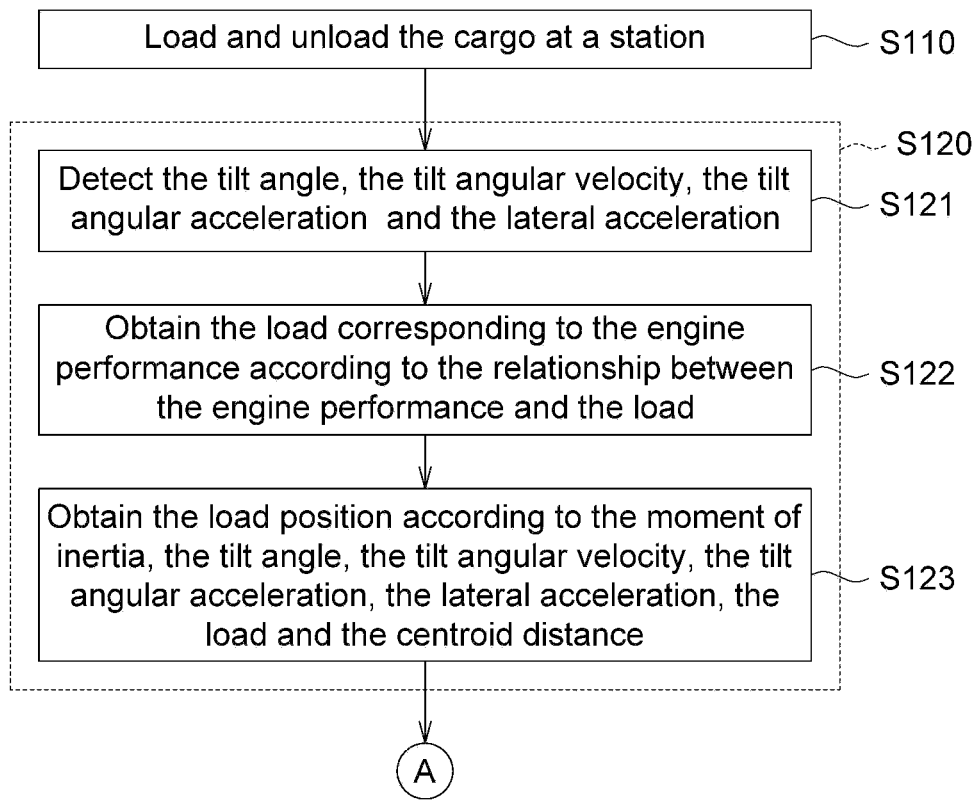 Load and unload the cargo at a station
S110
S120
Detect the tilt angle, the tilt angular velocity, the tilt
angular acceleration and the lateral acceleration
S121
Obtain the load corresponding to the engine
performance according to the relationship between
the engine performance and the load
S122
Obtain the load position according to the moment of
inertia, the tilt angle, the tilt angular velocity, the tilt
angular acceleration, the lateral acceleration, the
load and the centroid distance
S123
A